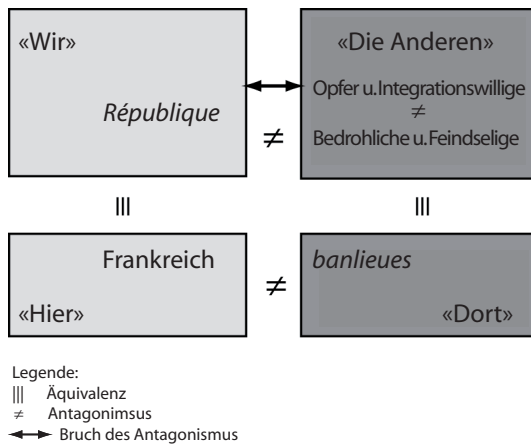 «Wir»
République
«Die Anderen»
Opfer u.Integrationswillige
≠
Bedrohliche u.Feindselige
≠
|||
|||
Frankreich
«Hier»
≠
banlieues
«Dort»
Legende:
||| Äquivalenz
≠ Antagonimsus
Bruch des Antagonismus